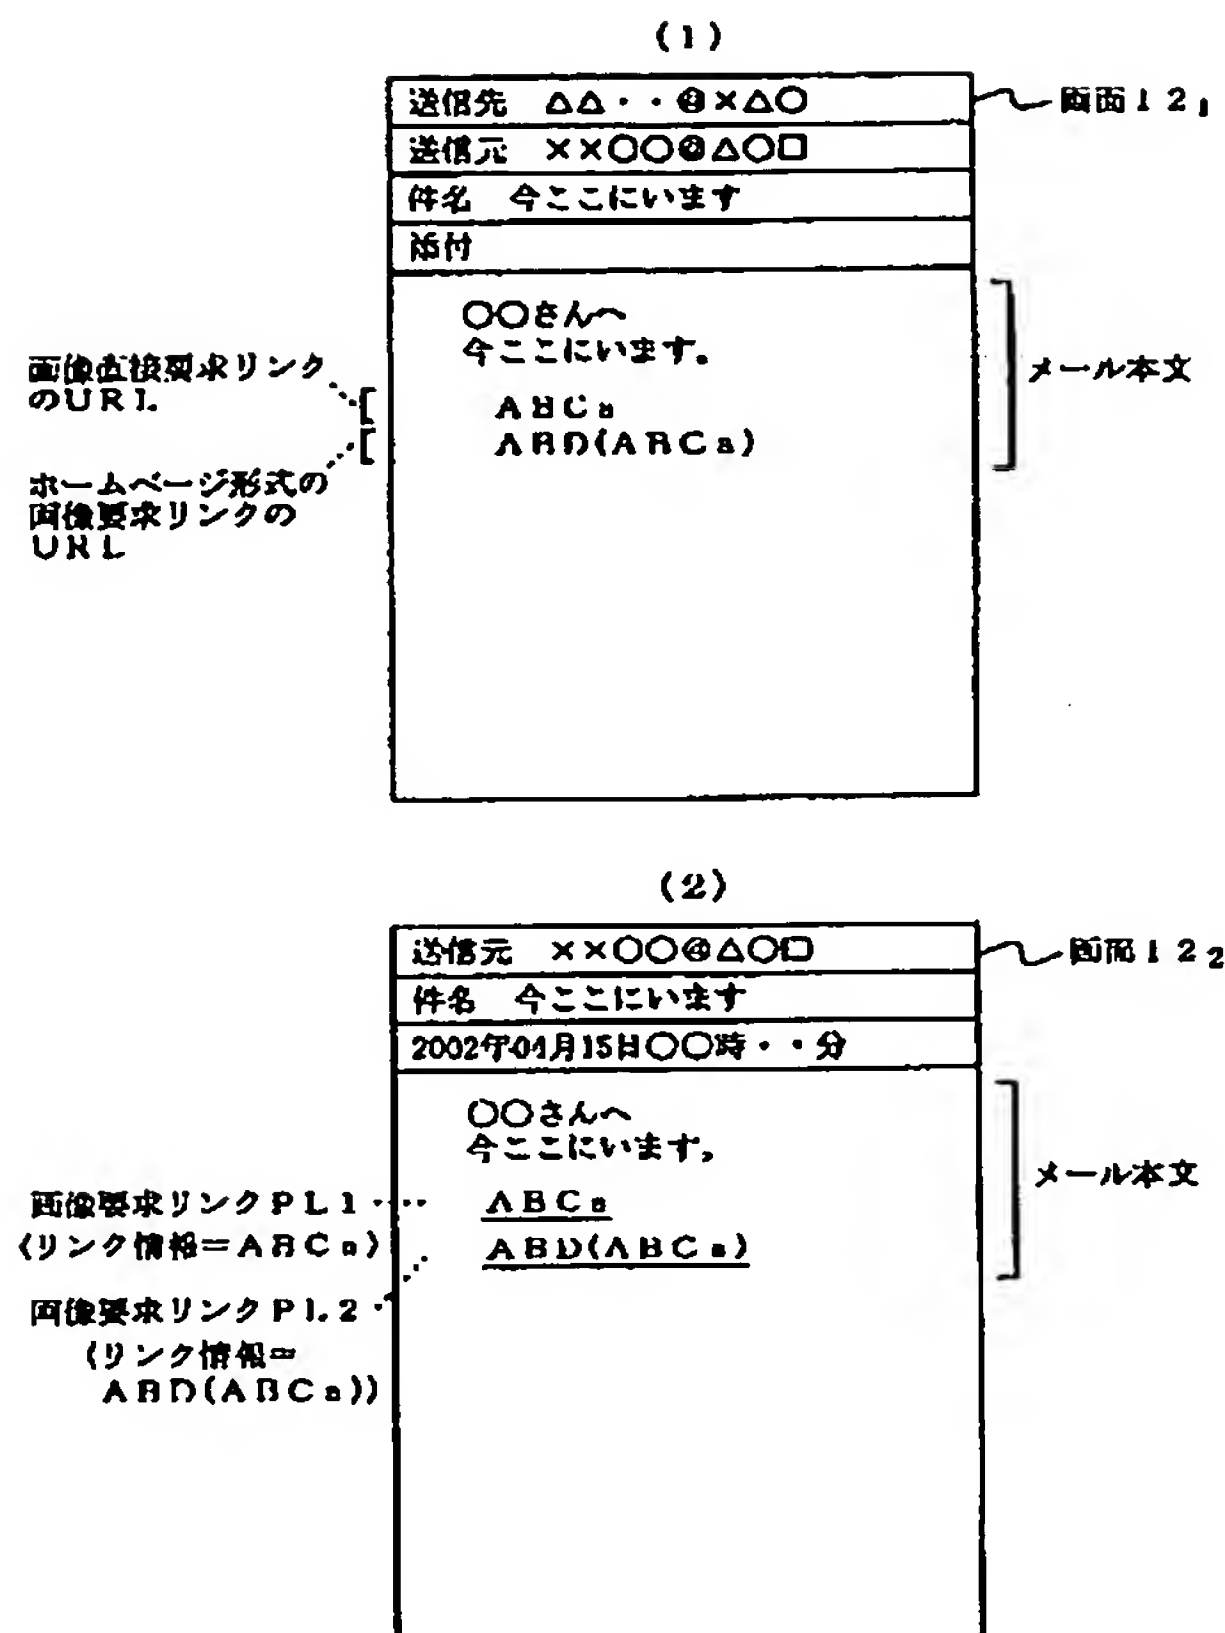 (1)
送信先 △△・・@×△○
画面12₁
送信元 ××○○@△○□
件名 今ここにいます
添付
○○さんへ
今ここにいます。
メール本文
画像直接要求リンク
のURL
ABCa
ABD(ABCa)
ホームページ形式の
画像要求リンクの
URL
(2)
送信元 ××○○@△○□
画面12₂
件名 今ここにいます
2002年04月15日○○時・・分
○○さんへ
今ここにいます。
メール本文
画像要求リンクPL1
(リンク情報=ABCa)
ABCa
ABD(ABCa)
画像要求リンクPL2
(リンク情報=
ABD(ABCa))